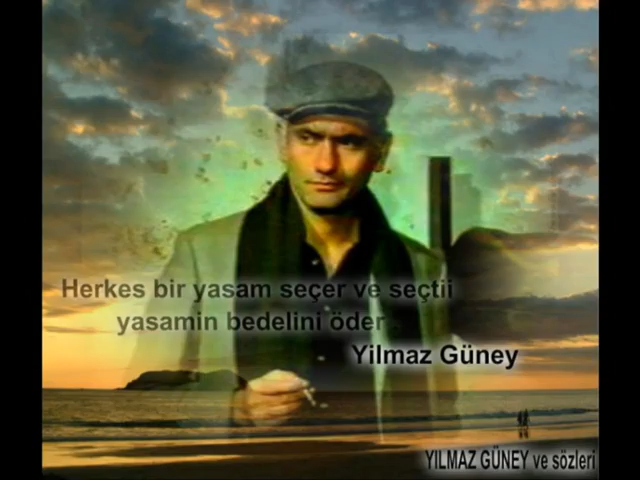 Herkes bir yasam seçer ve seçtii
yasamin bedelini öder
Yilmaz Güney
YILMAZ GÜNEY ve sözleri